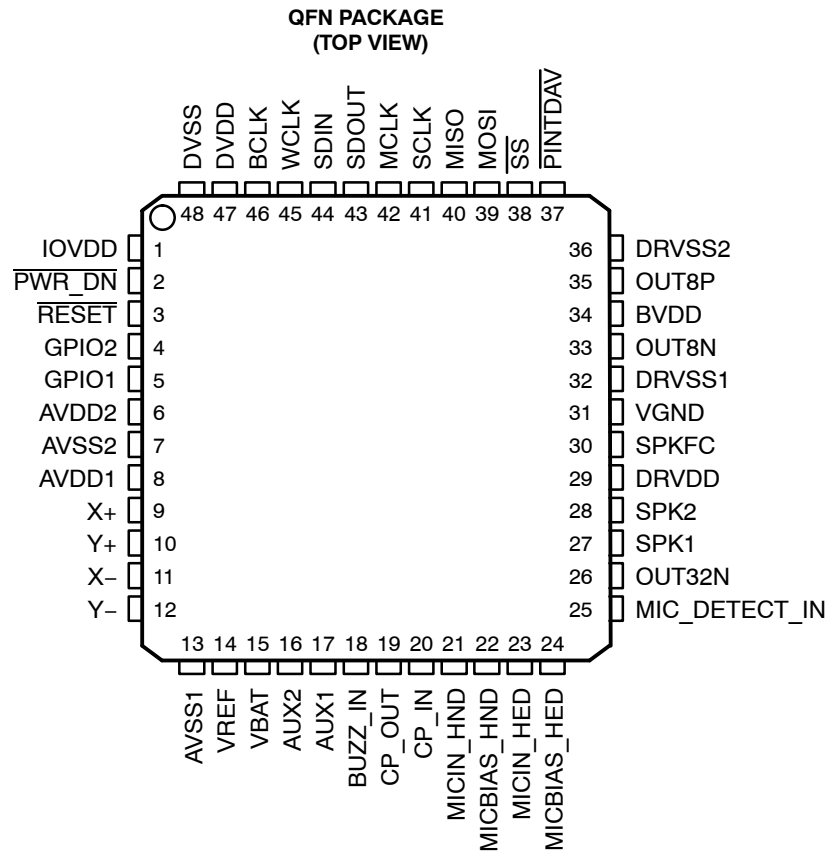 QFN PACKAGE
(TOP VIEW)
DVSS
DVDD
BCLK
WCLK
SDIN
SDOUT
MCLK
SCLK
MISO
MOSI
SS
PINTDAV
48 47 46 45 44 43 42 41 40 39 38 37
IOVDD 1
PWR_DN 2
RESET 3
GPIO2 4
GPIO1 5
AVDD2 6
AVSS2 7
AVDD1 8
X+ 9
Y+ 10
X− 11
Y− 12
36 DRVSS2
35 OUT8P
34 BVDD
33 OUT8N
32 DRVSS1
31 VGND
30 SPKFC
29 DRVDD
28 SPK2
27 SPK1
26 OUT32N
25 MIC_DETECT_IN
13 14 15 16 17 18 19 20 21 22 23 24
AVSS1
VREF
VBAT
AUX2
AUX1
BUZZ_IN
CP_OUT
CP_IN
MICIN_HND
MICBIAS_HND
MICIN_HED
MICBIAS_HED